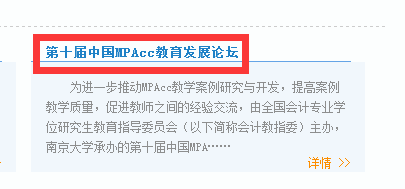 第十届中国MPAcc教育发展论坛
为进一步推动MPAcc教学案例研究与开发，提高案例
教学质量，促进教师之间的经验交流，由全国会计专业学
位研究生教育指导委员会（以下简称会计教指委）主办，
南京大学承办的第十届中国MPA……
详情 >>